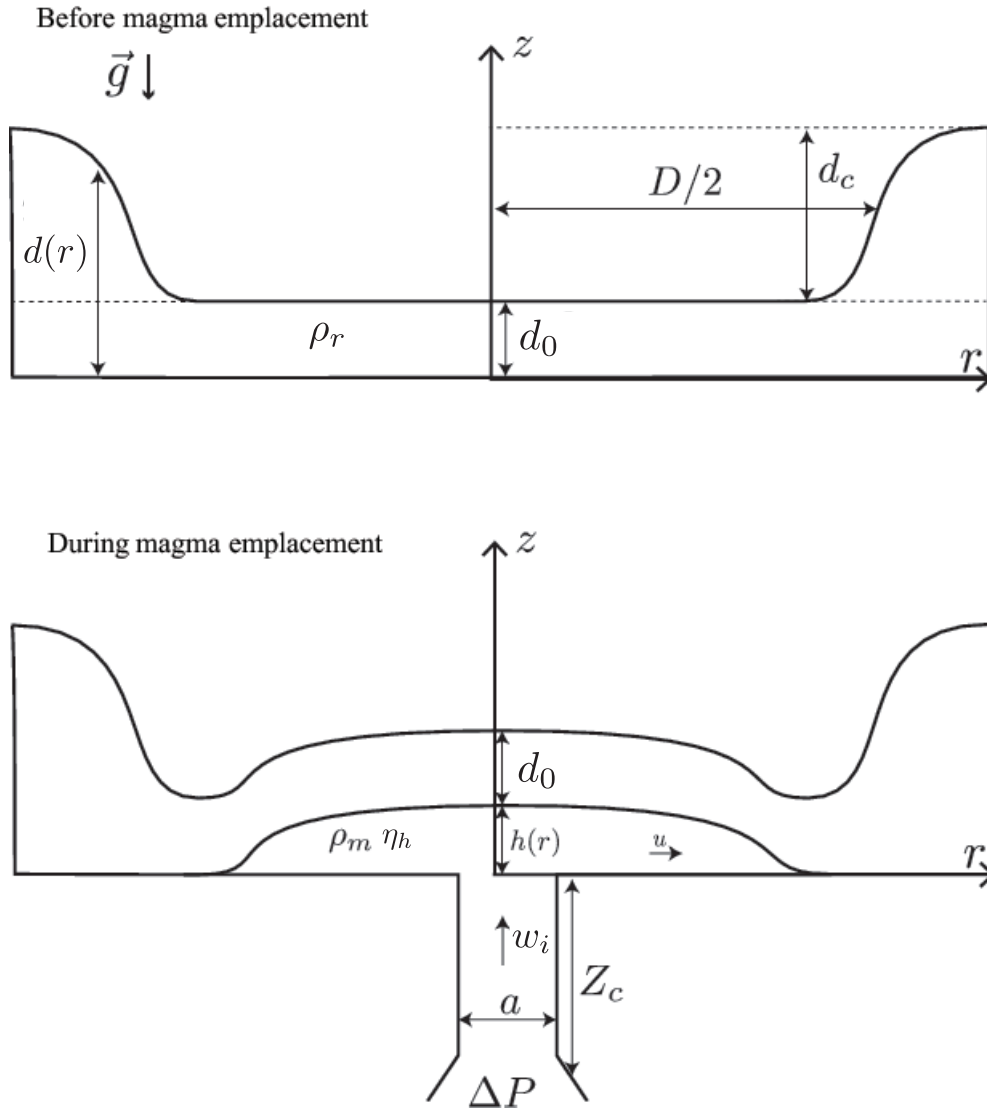 Before magma emplacement
z
g⃗
D/2
d_c
d(r)
ρ_r
d_0
r
During magma emplacement
z
d_0
ρ_m η_h
h(r)
u
r
w_i
Z_c
a
ΔP